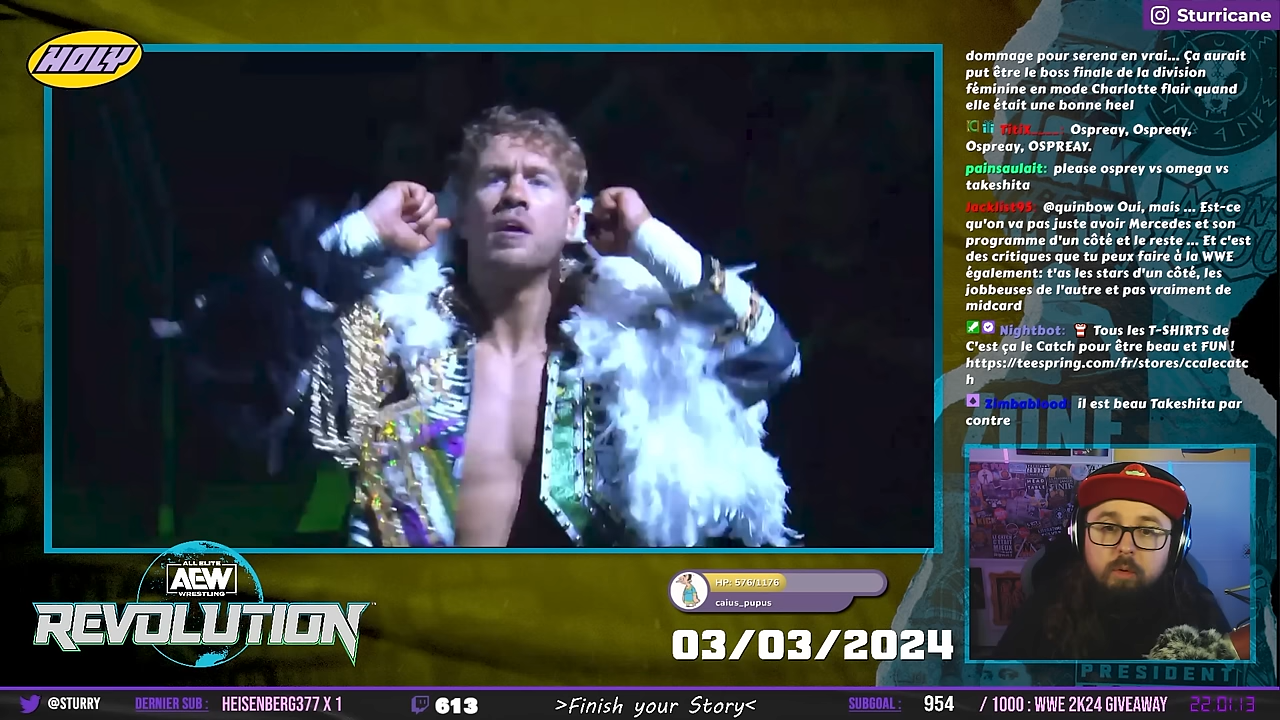 Sturricane
HOLY
dommage pour serena en vrai... Ça aurait
put être le boss finale de la division
féminine en mode Charlotte flair quand
elle était une bonne heel
TitiX_____: Ospreay, Ospreay,
Ospreay, OSPREAY.
painsaulait: please osprey vs omega vs
takeshita
Jacklist95: @quinbow Oui, mais ... Est-ce
qu'on va pas juste avoir Mercedes et son
programme d'un côté et le reste ... Et c'est
des critiques que tu peux faire à la WWE
également: t'as les stars d'un côté, les
jobbeuses de l'autre et pas vraiment de
midcard
Nightbot: Tous les T-SHIRTS de
C'est ça le Catch pour être beau et FUN !
https://teespring.com/fr/stores/ccalecatc
h
Zimbablood il est beau Takeshita par
contre
ZONE
ALL ELITE
AEW
WRESTLING
REVOLUTION
HP: 576/1176
caius_pupus
03/03/2024
PRESIDENT
@STURRY
DERNIER SUB :
HEISENBERG377 X 1
613
>Finish your Story<
SUBGOAL :
954
/ 1000 : WWE 2K24 GIVEAWAY
22:01:13